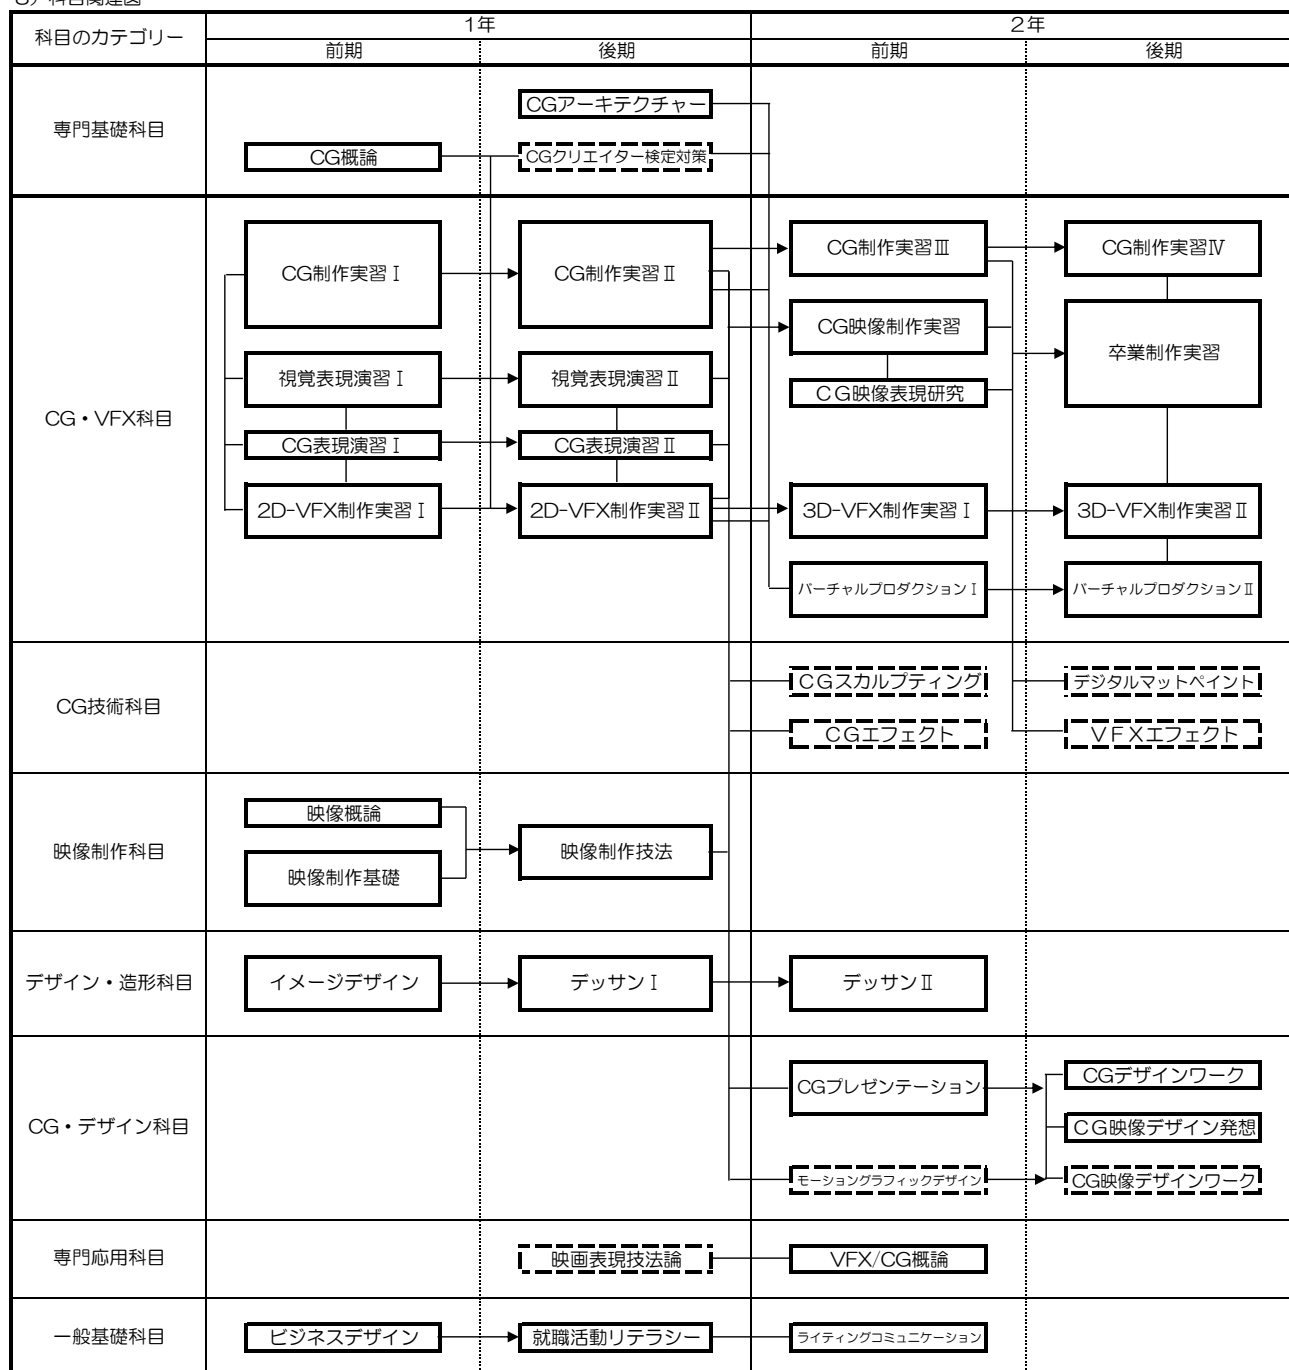 科目関連図
科目のカテゴリー
1年
2年
前期
後期
前期
後期
専門基礎科目
CGアーキテクチャー
CG概論
CGクリエイター検定対策
CG・VFX科目
CG制作実習Ⅰ
CG制作実習Ⅱ
CG制作実習Ⅲ
CG制作実習Ⅳ
CG映像制作実習
卒業制作実習
視覚表現演習Ⅰ
視覚表現演習Ⅱ
CG映像表現研究
CG表現演習Ⅰ
CG表現演習Ⅱ
2D-VFX制作実習Ⅰ
2D-VFX制作実習Ⅱ
3D-VFX制作実習Ⅰ
3D-VFX制作実習Ⅱ
バーチャルプロダクションⅠ
バーチャルプロダクションⅡ
CG技術科目
CGスカルプティング
デジタルマットペイント
CGエフェクト
VFXエフェクト
映像制作科目
映像概論
映像制作基礎
映像制作技法
デザイン・造形科目
イメージデザイン
デッサンⅠ
デッサンⅡ
CG・デザイン科目
CGプレゼンテーション
CGデザインワーク
CG映像デザイン発想
モーショングラフィックデザイン
CG映像デザインワーク
専門応用科目
映画表現技法論
VFX/CG概論
一般基礎科目
ビジネスデザイン
就職活動リテラシー
ライティングコミュニケーション